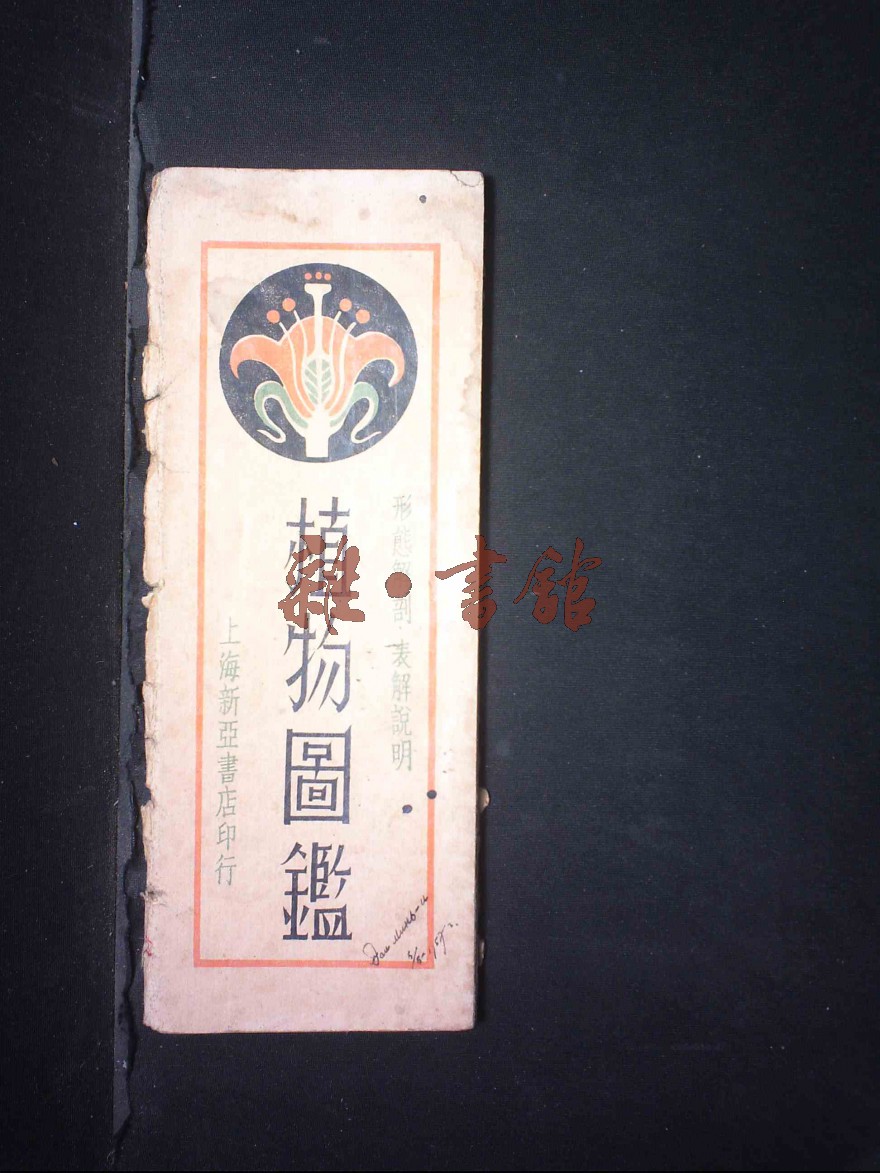 形態解剖·表解說明
植物圖鑑
上海新亞書店印行
雜·書館